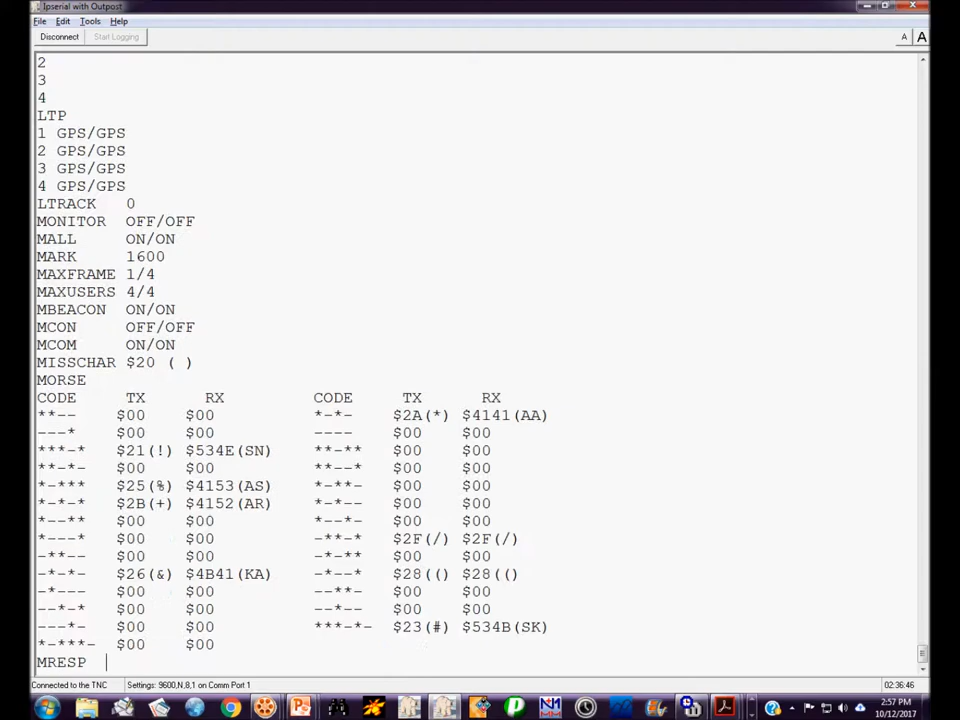 Ipserial with Outpost
File Edit Tools Help
Disconnect Start Logging A A
2
3
4
LTP
1 GPS/GPS
2 GPS/GPS
3 GPS/GPS
4 GPS/GPS
LTRACK 0
MONITOR OFF/OFF
MALL ON/ON
MARK 1600
MAXFRAME 1/4
MAXUSERS 4/4
MBEACON ON/ON
MCON OFF/OFF
MCOM ON/ON
MISSCHAR $20 ( )
MORSE
CODE TX RX CODE TX RX
**-- $00 $00 *-*- $2A(*) $4141(AA)
---* $00 $00 ---- $00 $00
***-* $21(!) $534E(SN) **-** $00 $00
**-*- $00 $00 **--* $00 $00
*-*** $25(%) $4153(AS) *-**- $00 $00
*-*-* $2B(+) $4152(AR) *-*-- $00 $00
*--** $00 $00 *--*- $00 $00
*---* $00 $00 -**-* $2F(/) $2F(/)
-**-- $00 $00 -*-** $00 $00
-*-*- $26(&) $4B41(KA) -*--* $28(() $28(()
-*--- $00 $00 --**- $00 $00
--*-* $00 $00 --**- $00 $00
---*- $00 $00 ***-*- $23(#) $534B(SK)
*-***- $00 $00
MRESP
Connected to the TNC Settings: 9600,N,8,1 on Comm Port 1 02:36:46
2:57 PM
10/12/2017